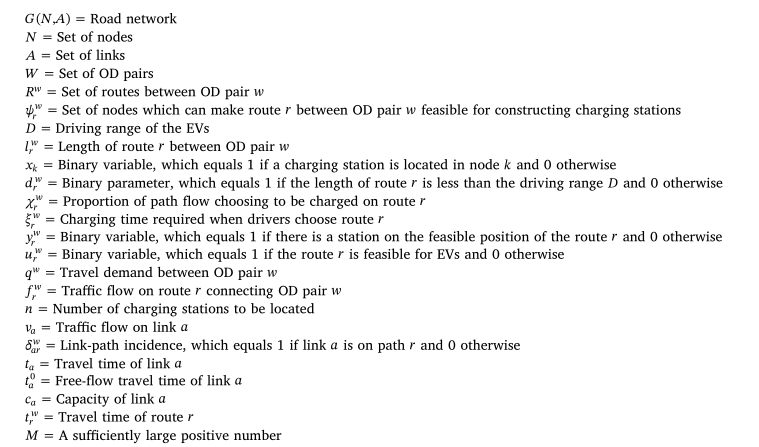 G(N,A) = Road network
N = Set of nodes
A = Set of links
W = Set of OD pairs
R^w = Set of routes between OD pair w
ψ_r^w = Set of nodes which can make route r between OD pair w feasible for constructing charging stations
D = Driving range of the EVs
l_r^w = Length of route r between OD pair w
x_k = Binary variable, which equals 1 if a charging station is located in node k and 0 otherwise
d_r^w = Binary parameter, which equals 1 if the length of route r is less than the driving range D and 0 otherwise
χ_r^w = Proportion of path flow choosing to be charged on route r
ξ_r^w = Charging time required when drivers choose route r
y_r^w = Binary variable, which equals 1 if there is a station on the feasible position of the route r and 0 otherwise
u_r^w = Binary variable, which equals 1 if the route r is feasible for EVs and 0 otherwise
q^w = Travel demand between OD pair w
f_r^w = Traffic flow on route r connecting OD pair w
n = Number of charging stations to be located
v_a = Traffic flow on link a
δ_ar^w = Link-path incidence, which equals 1 if link a is on path r and 0 otherwise
t_a = Travel time of link a
t_a^0 = Free-flow travel time of link a
c_a = Capacity of link a
t_r^w = Travel time of route r
M = A sufficiently large positive number